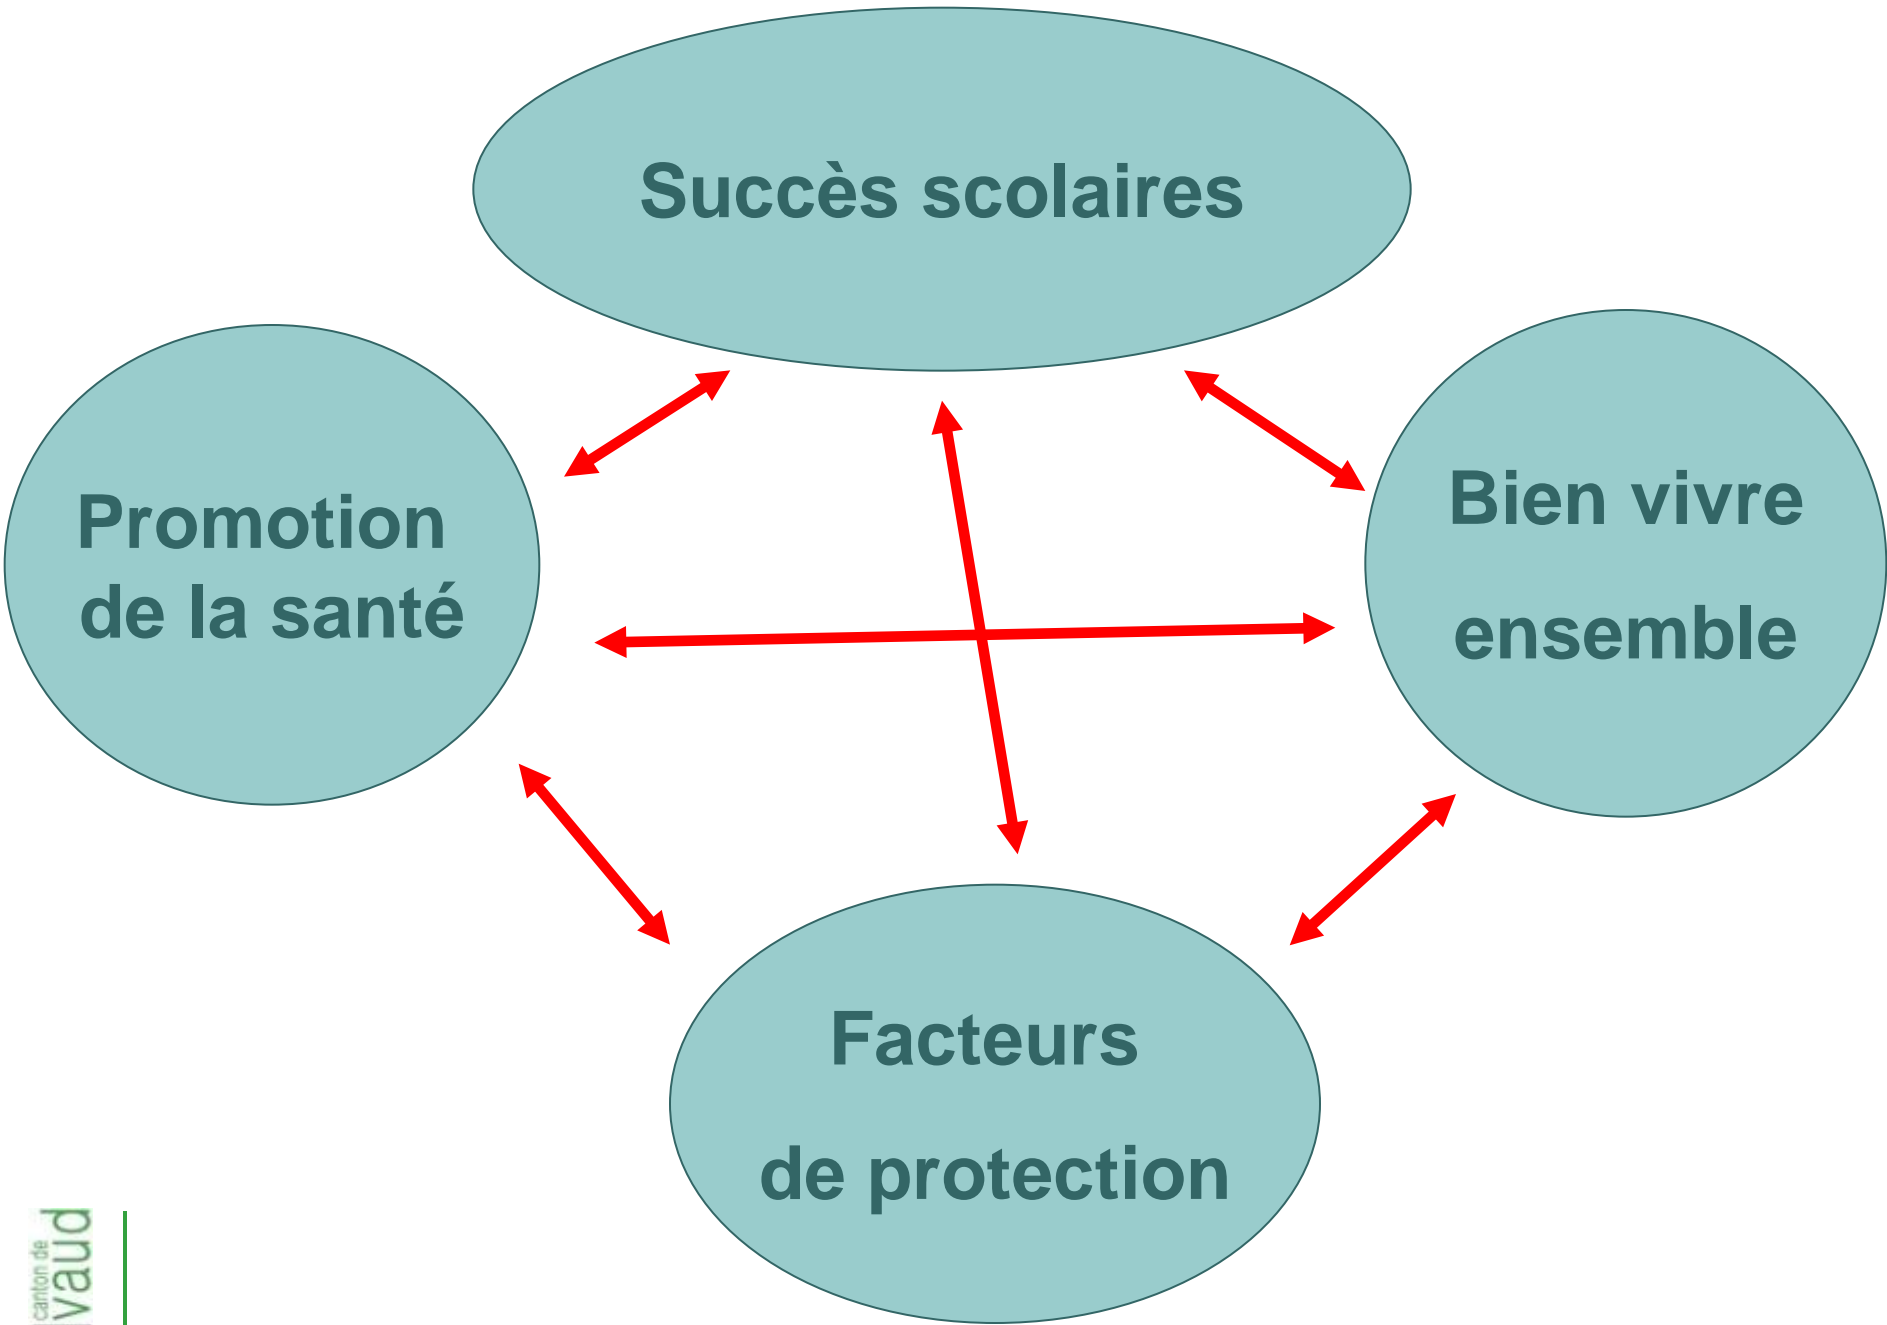 Succès scolaires
Promotion
de la santé
Bien vivre
ensemble
Facteurs
de protection
canton de
vaud